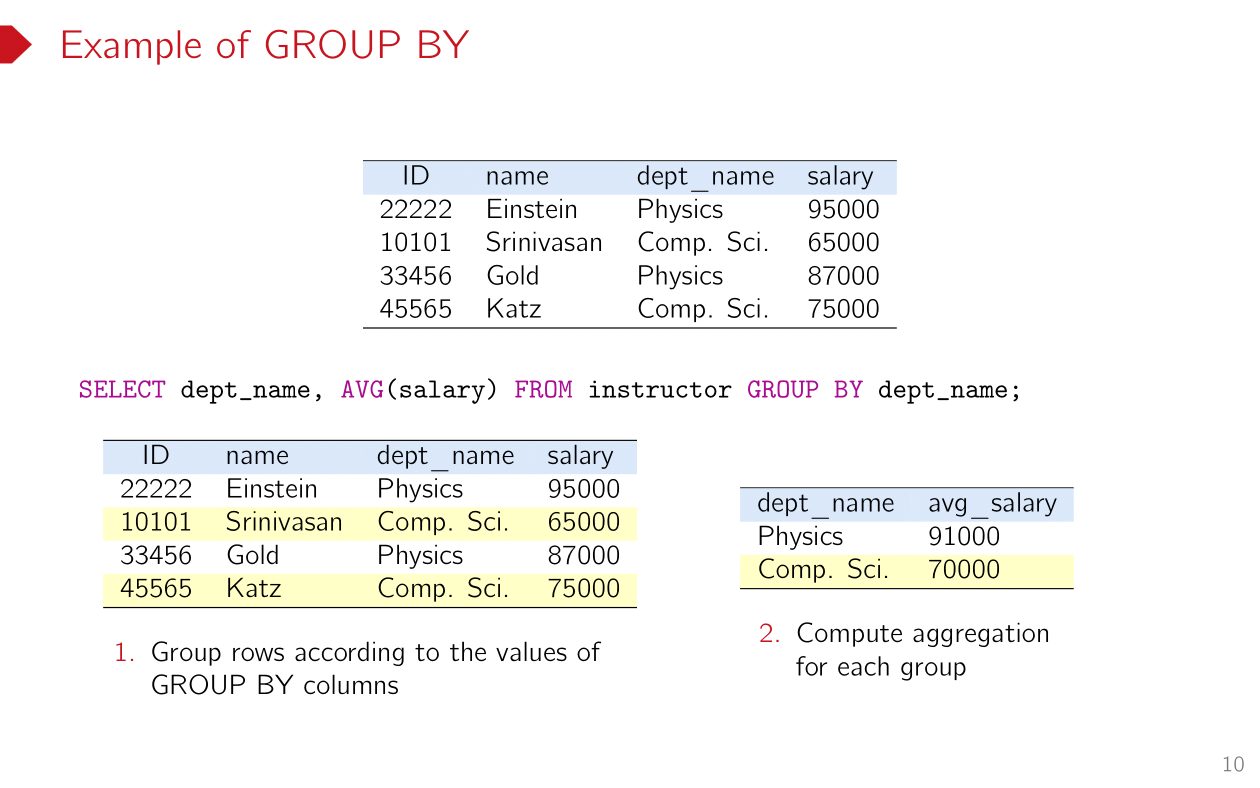 Example of GROUP BY
ID name dept_name salary
22222 Einstein Physics 95000
10101 Srinivasan Comp. Sci. 65000
33456 Gold Physics 87000
45565 Katz Comp. Sci. 75000
SELECT dept_name, AVG(salary) FROM instructor GROUP BY dept_name;
ID name dept_name salary
22222 Einstein Physics 95000
10101 Srinivasan Comp. Sci. 65000
33456 Gold Physics 87000
45565 Katz Comp. Sci. 75000
1. Group rows according to the values of
GROUP BY columns
dept_name avg_salary
Physics 91000
Comp. Sci. 70000
2. Compute aggregation
for each group
10